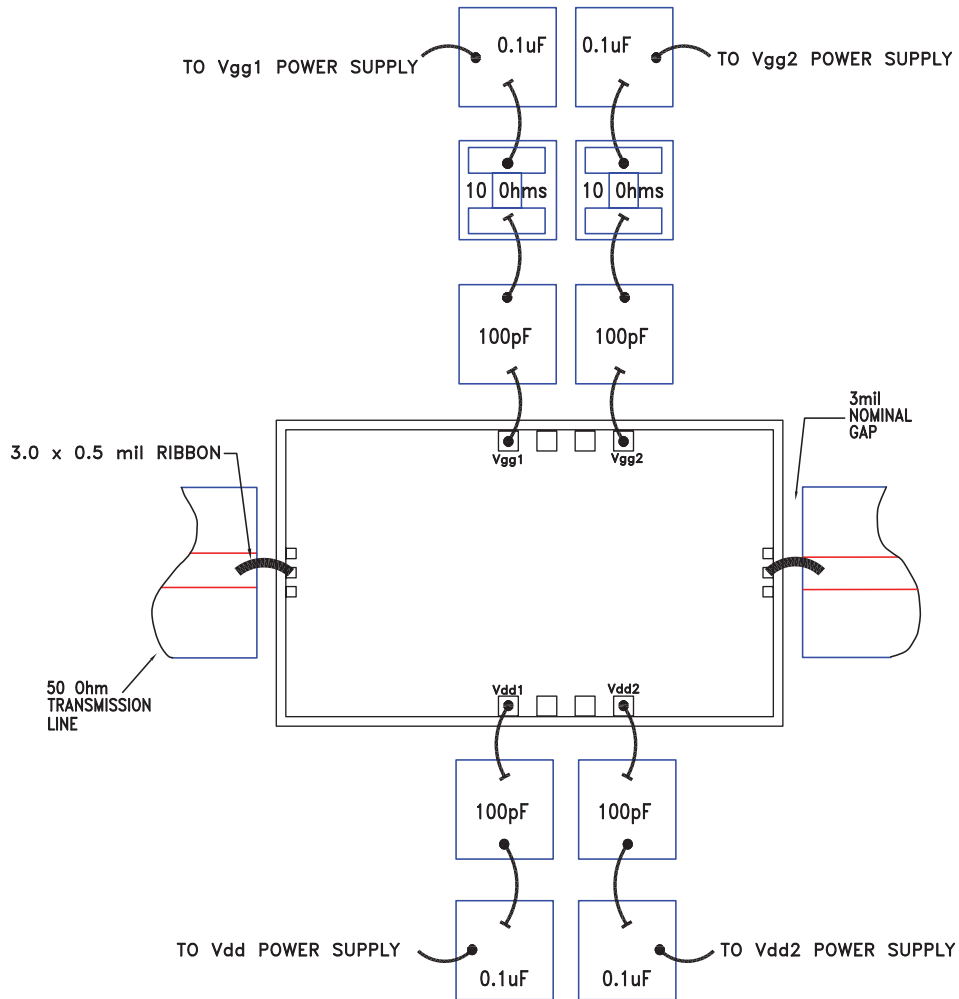 0.1uF
0.1uF
TO Vgg1 POWER SUPPLY
TO Vgg2 POWER SUPPLY
10 Ohms
10 Ohms
100pF
100pF
3mil
NOMINAL
GAP
3.0 x 0.5 mil RIBBON
Vgg1
Vgg2
50 Ohm
TRANSMISSION
LINE
Vdd1
Vdd2
100pF
100pF
TO Vdd POWER SUPPLY
TO Vdd2 POWER SUPPLY
0.1uF
0.1uF